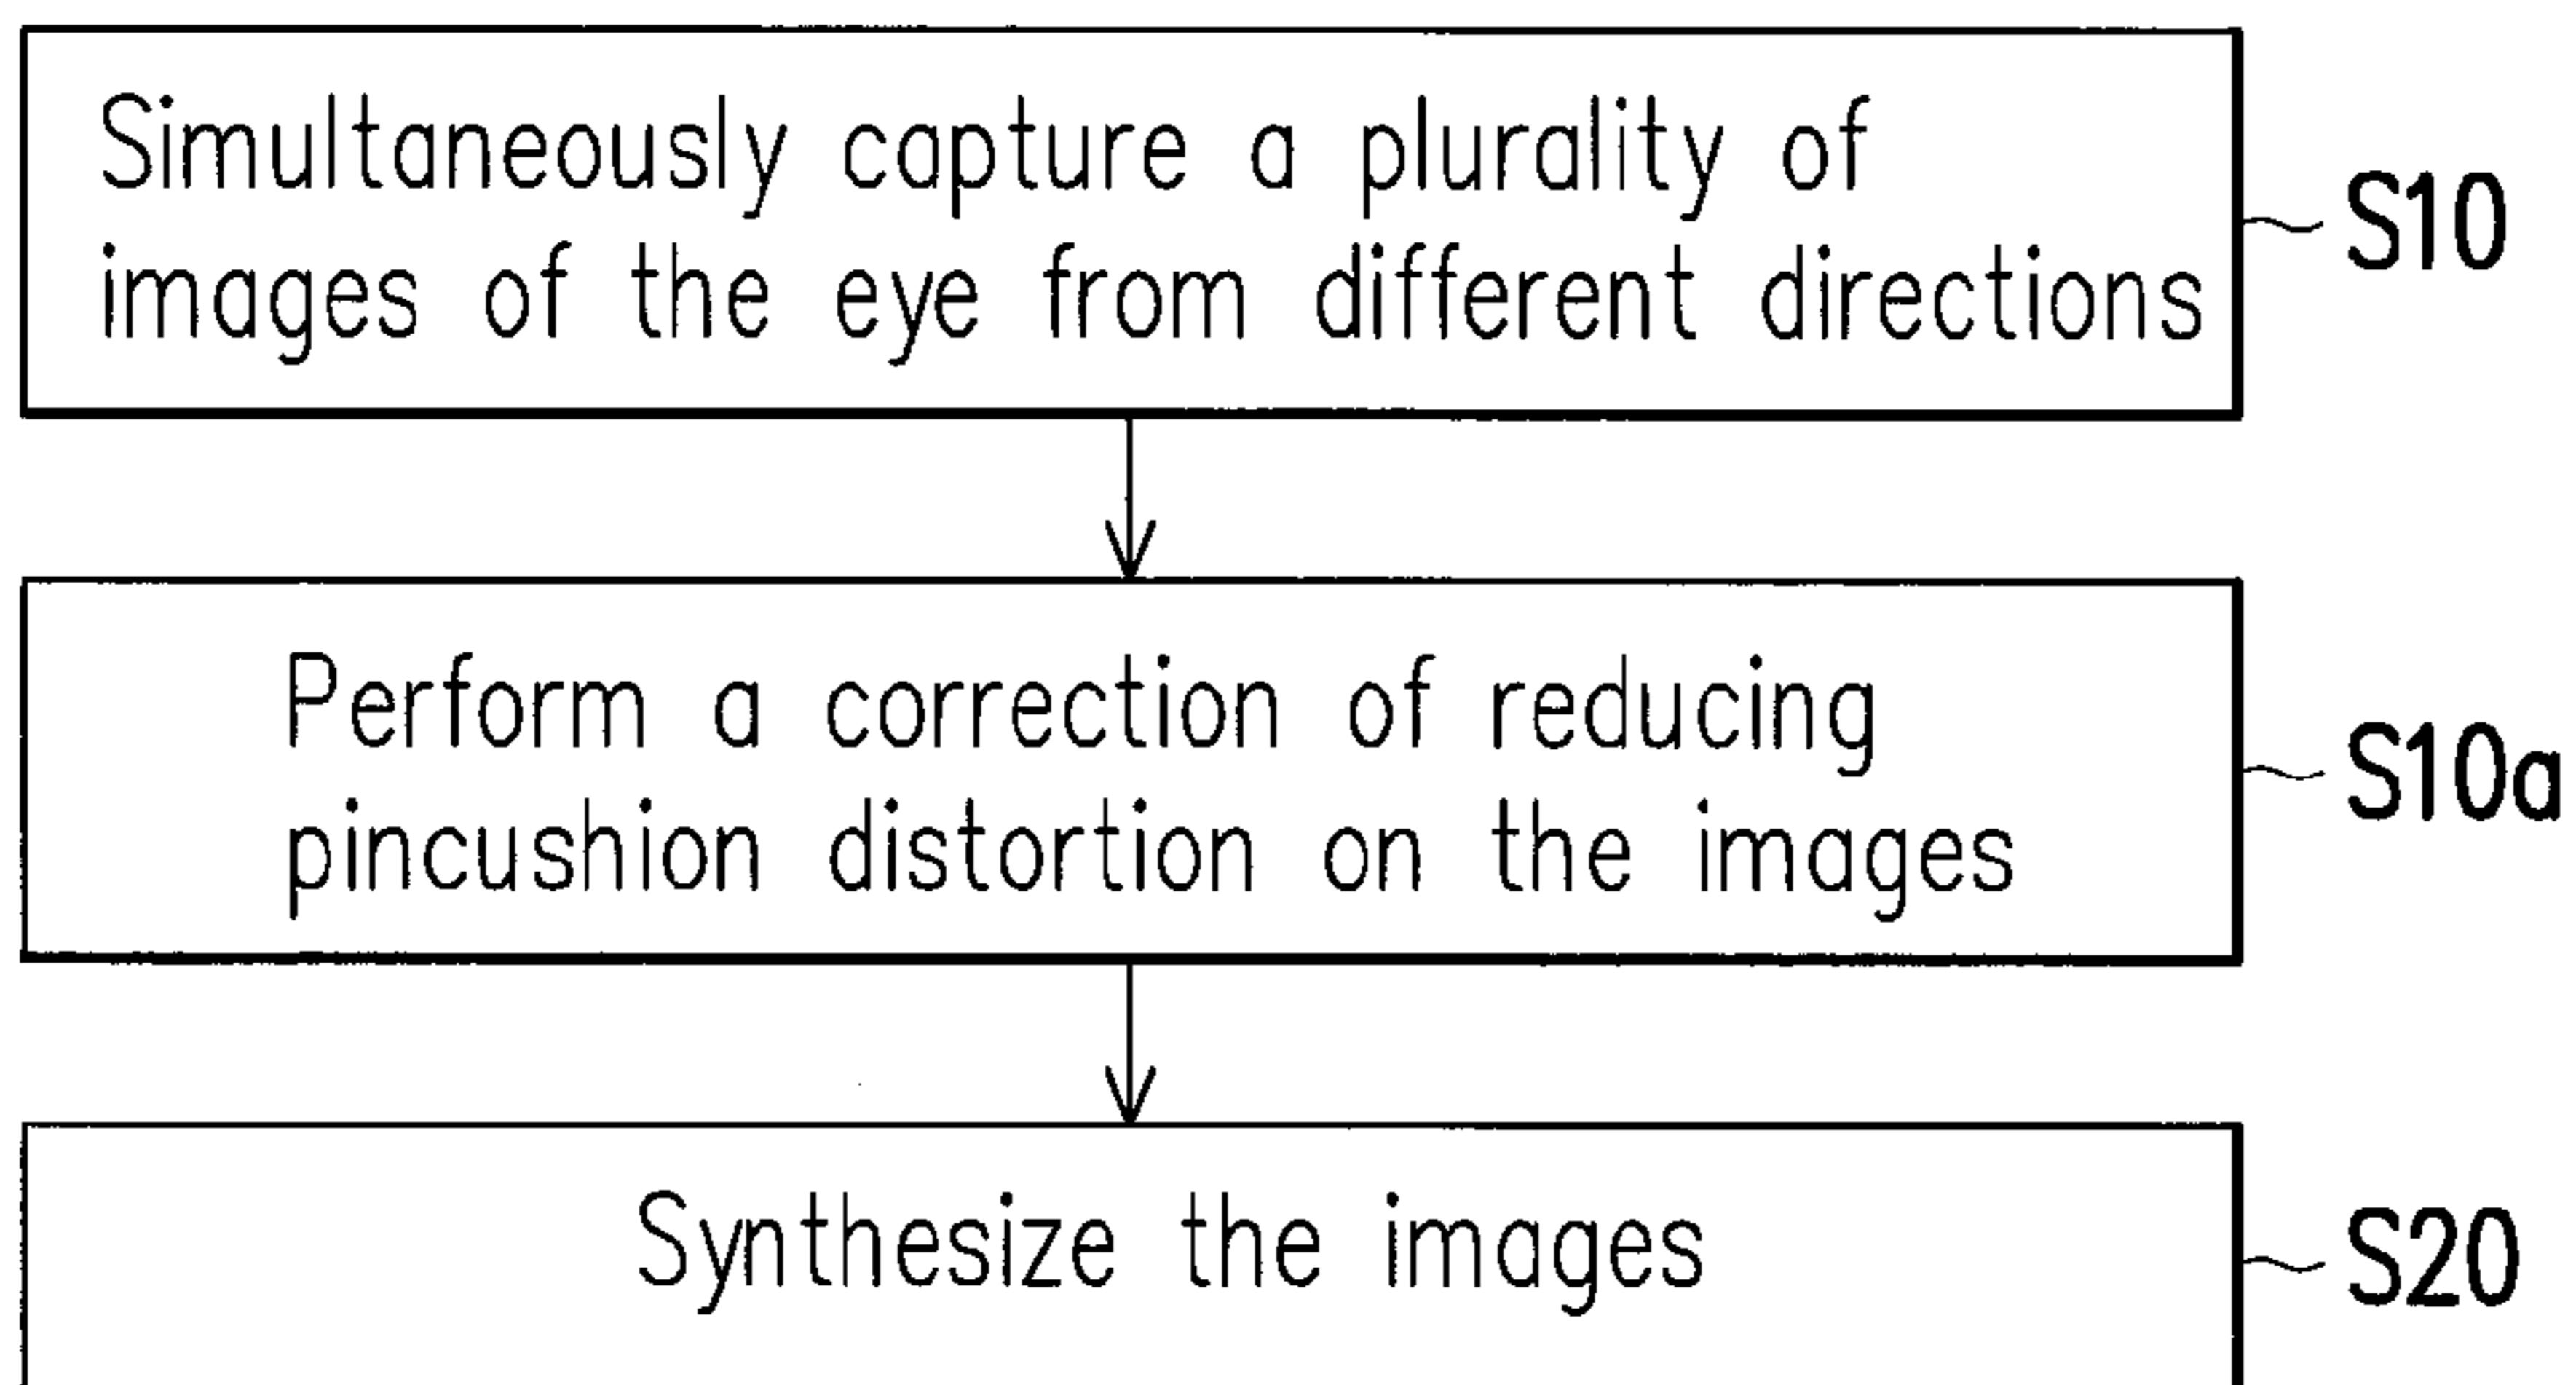 Simultaneously capture a plurality of
images of the eye from different directions
S10
Perform a correction of reducing
pincushion distortion on the images
S10a
Synthesize the images
S20